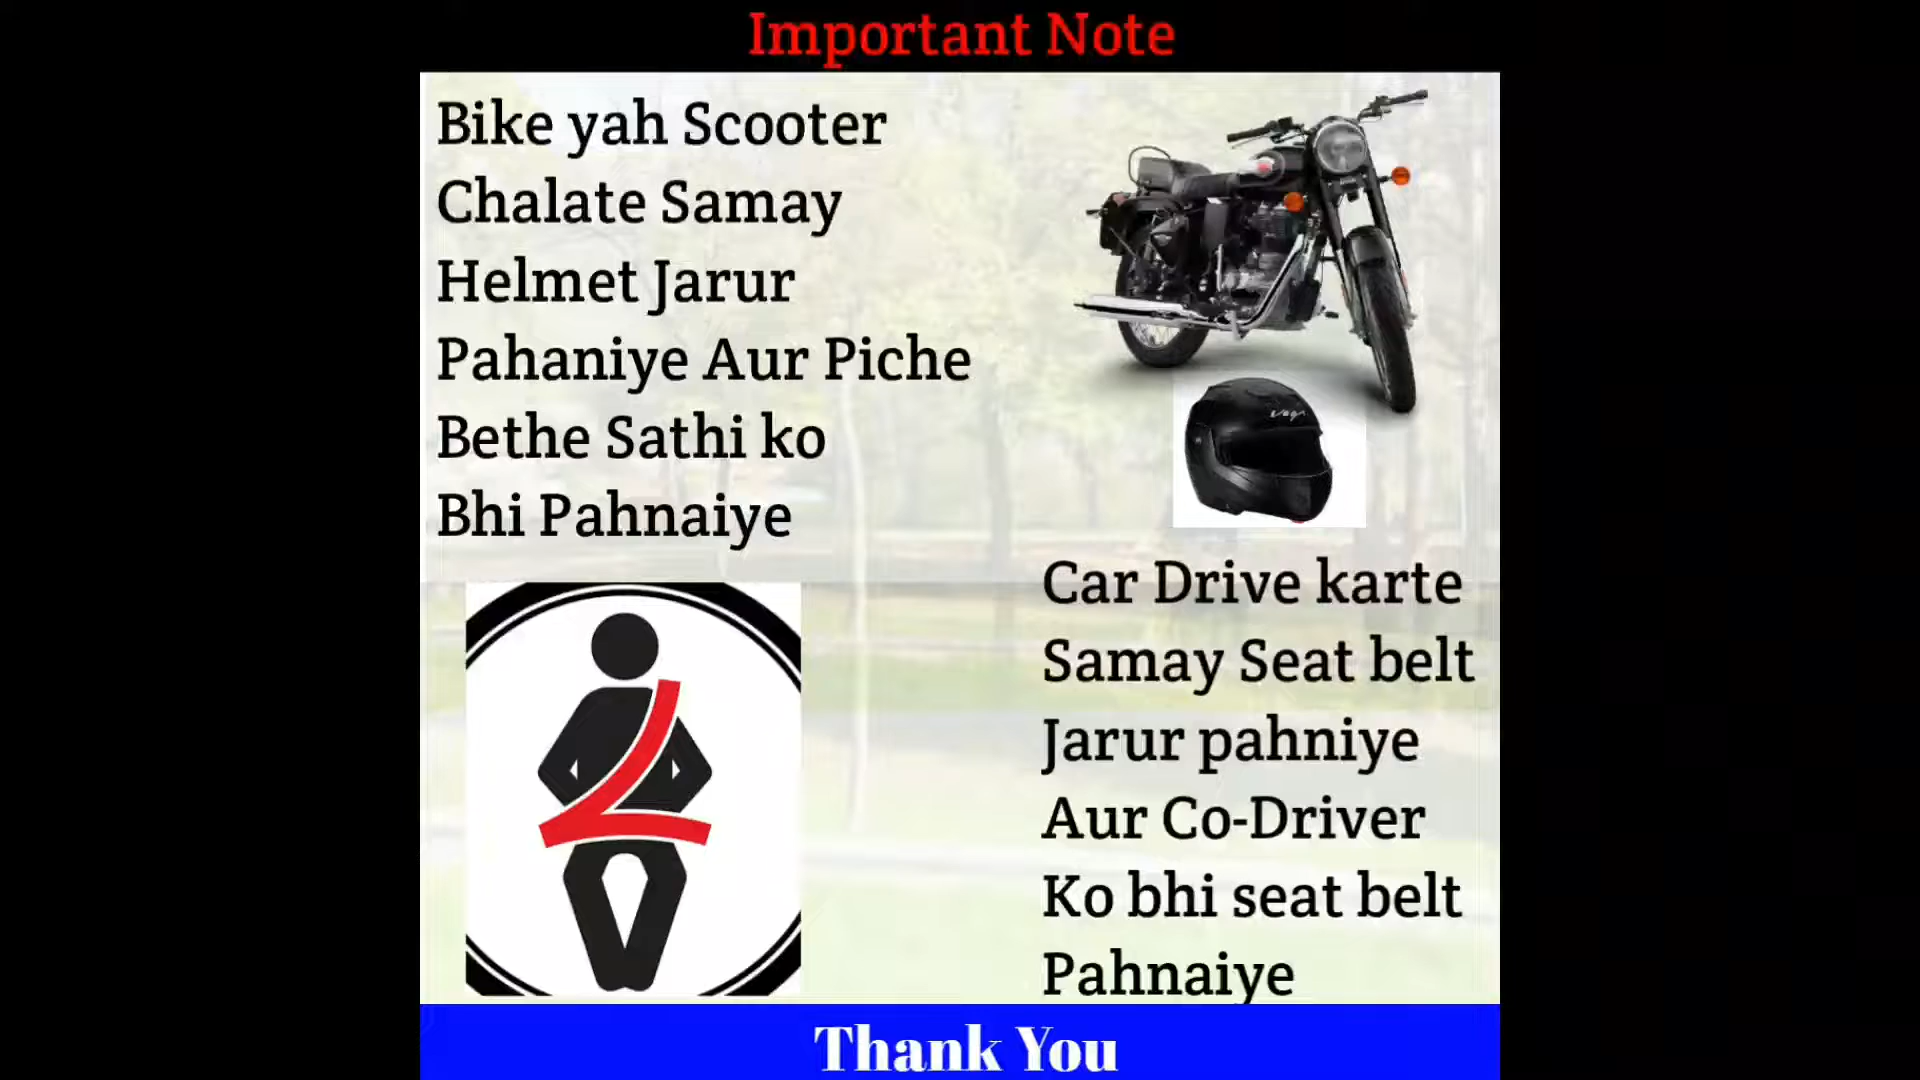 Important Note
Bike yah Scooter
Chalate Samay
Helmet Jarur
Pahaniye Aur Piche
Bethe Sathi ko
Bhi Pahnaiye
Car Drive karte
Samay Seat belt
Jarur pahniye
Aur Co-Driver
Ko bhi seat belt
Pahnaiye
Thank You